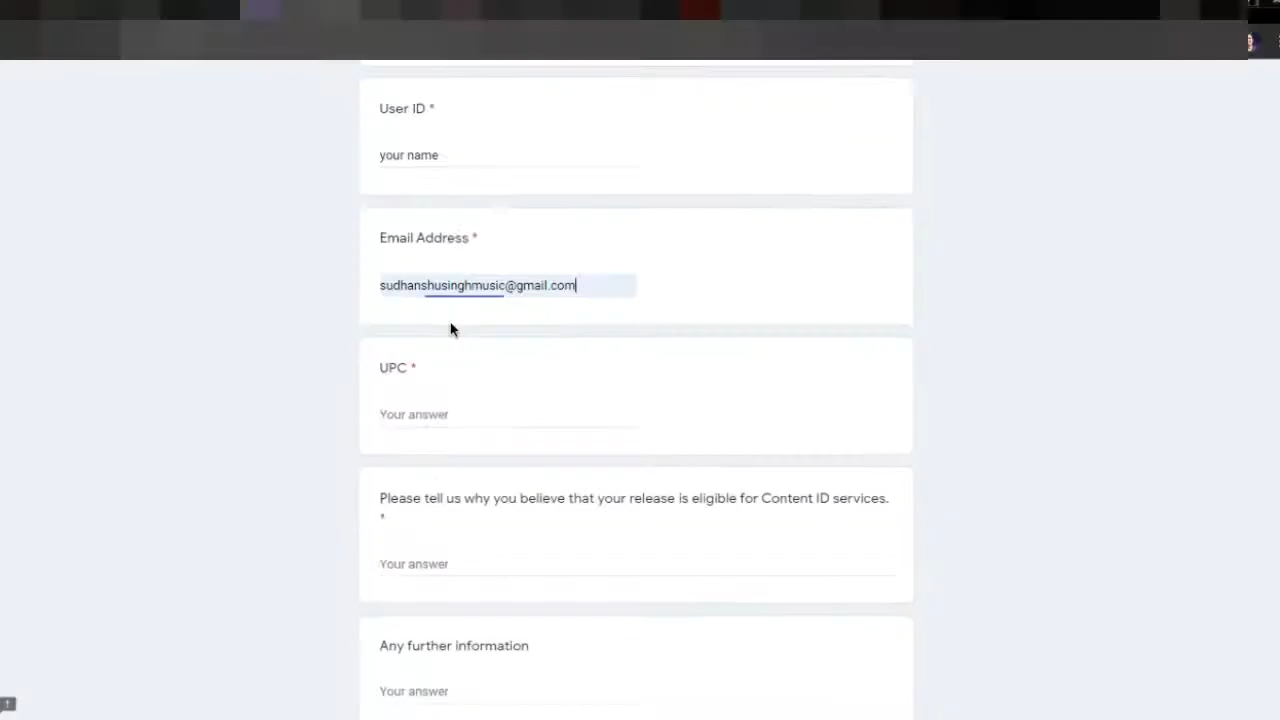 User ID *
your name
Email Address *
sudhanshusinghmusic@gmail.com
UPC *
Your answer
Please tell us why you believe that your release is eligible for Content ID services.
*
Your answer
Any further information
Your answer